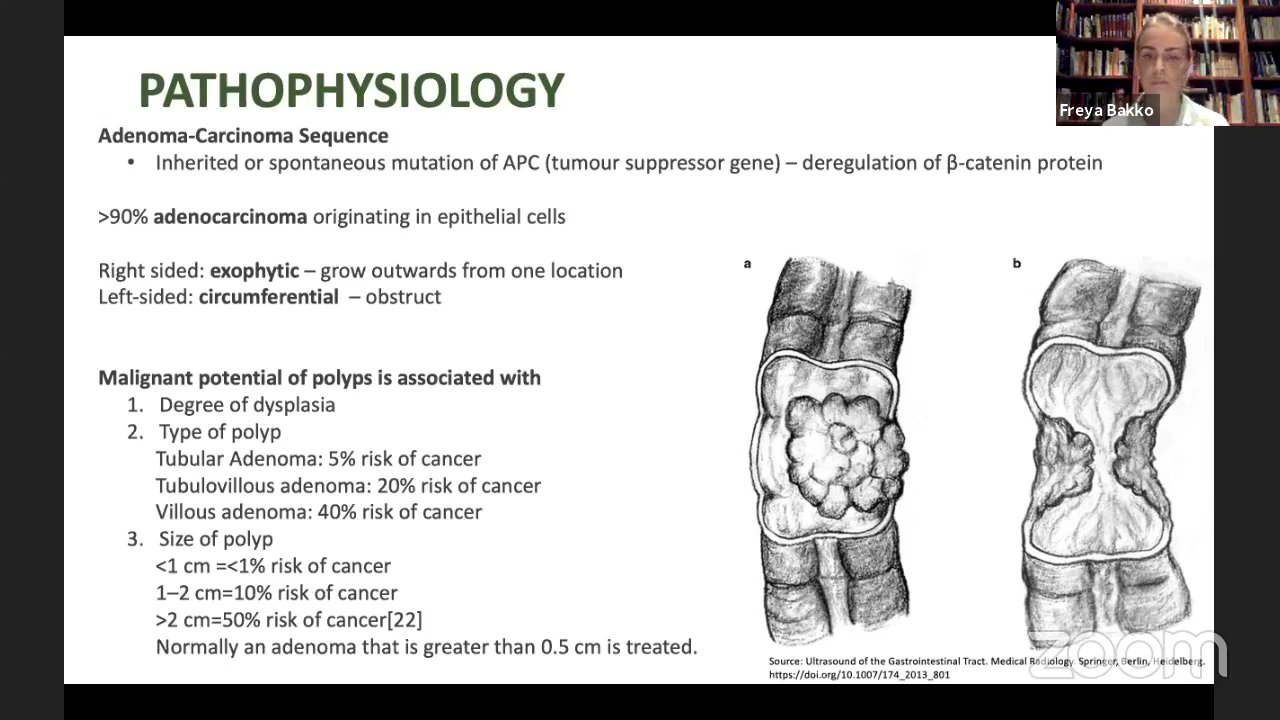 PATHOPHYSIOLOGY
Freya Bakko
Adenoma-Carcinoma Sequence
• Inherited or spontaneous mutation of APC (tumour suppressor gene) – deregulation of β-catenin protein
>90% adenocarcinoma originating in epithelial cells
Right sided: exophytic – grow outwards from one location
Left-sided: circumferential – obstruct
Malignant potential of polyps is associated with
1. Degree of dysplasia
2. Type of polyp
Tubular Adenoma: 5% risk of cancer
Tubulovillous adenoma: 20% risk of cancer
Villous adenoma: 40% risk of cancer
3. Size of polyp
<1 cm =<1% risk of cancer
1–2 cm=10% risk of cancer
>2 cm=50% risk of cancer[22]
Normally an adenoma that is greater than 0.5 cm is treated.
a
b
Source: Ultrasound of the Gastrointestinal Tract. Medical Radiology. Springer, Berlin, Heidelberg.
https://doi.org/10.1007/174_2013_801
zoom